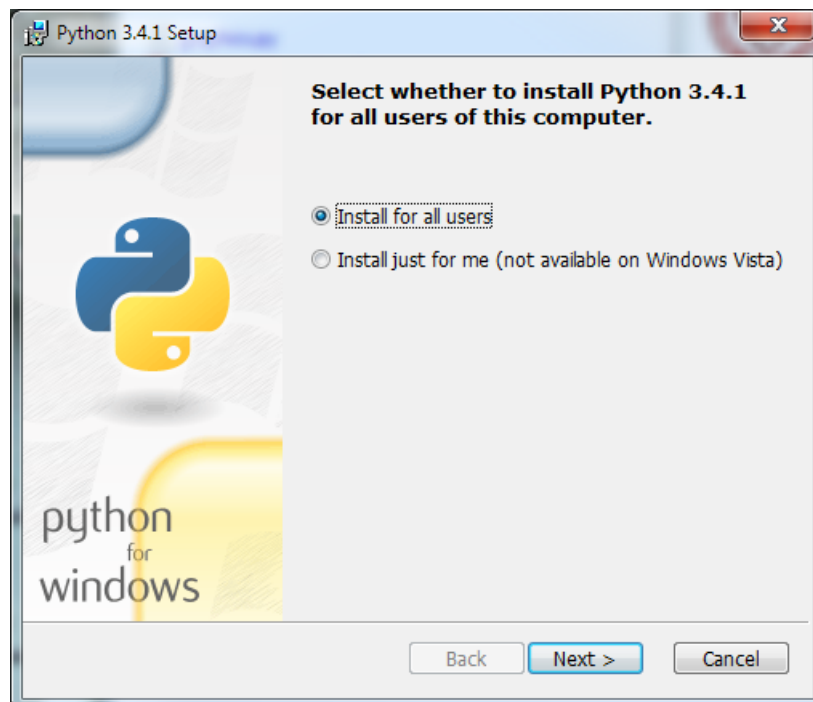 Python 3.4.1 Setup
Select whether to install Python 3.4.1
for all users of this computer.
Install for all users
Install just for me (not available on Windows Vista)
python
for
windows
Back
Next >
Cancel